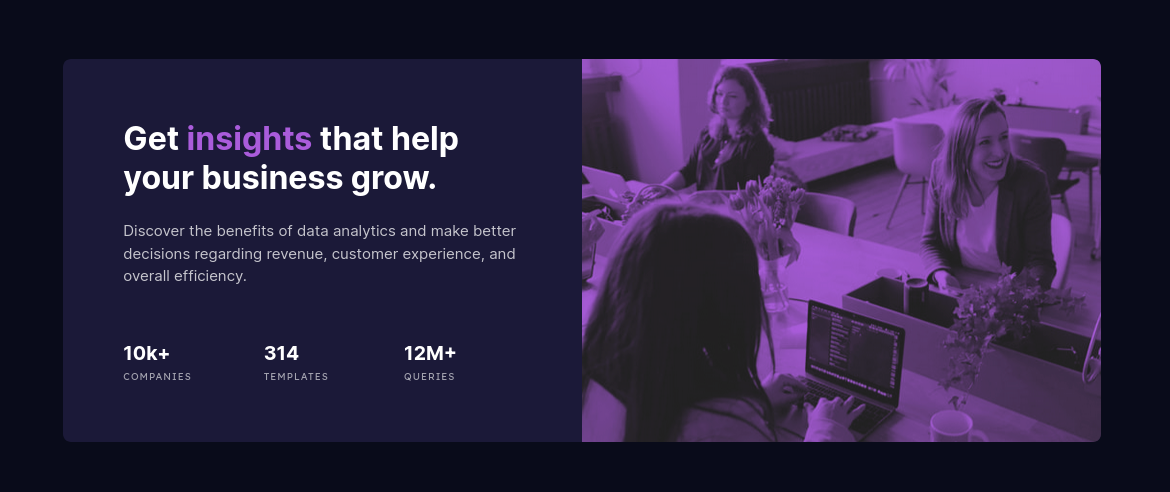 Get insights that help
your business grow.
Discover the benefits of data analytics and make better
decisions regarding revenue, customer experience, and
overall efficiency.
10k+ 314 12M+
COMPANIES TEMPLATES QUERIES